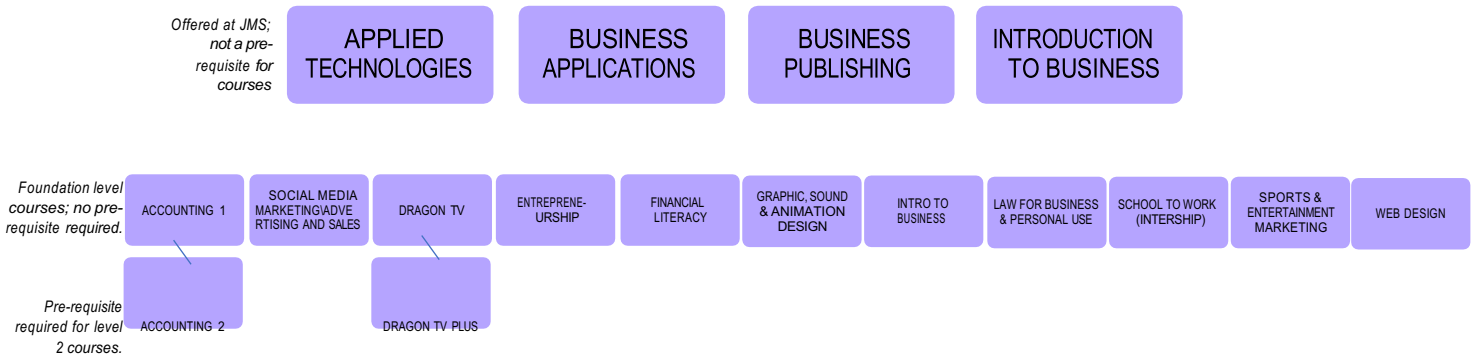 Offered at JMS;
not a pre-
requisite for
courses
APPLIED
TECHNOLOGIES
BUSINESS
APPLICATIONS
BUSINESS
PUBLISHING
INTRODUCTION
TO BUSINESS
Foundation level
courses; no pre-
requisite required.
ACCOUNTING 1
SOCIAL MEDIA
MARKETING\ADVE
RTISING AND SALES
DRAGON TV
ENTREPRENE-
URSHIP
FINANCIAL
LITERACY
GRAPHIC, SOUND
& ANIMATION
DESIGN
INTRO TO
BUSINESS
LAW FOR BUSINESS
& PERSONAL USE
SCHOOL TO WORK
(INTERSHIP)
SPORTS &
ENTERTAINMENT
MARKETING
WEB DESIGN
Pre-requisite
required for level
2 courses.
ACCOUNTING 2
DRAGON TV PLUS